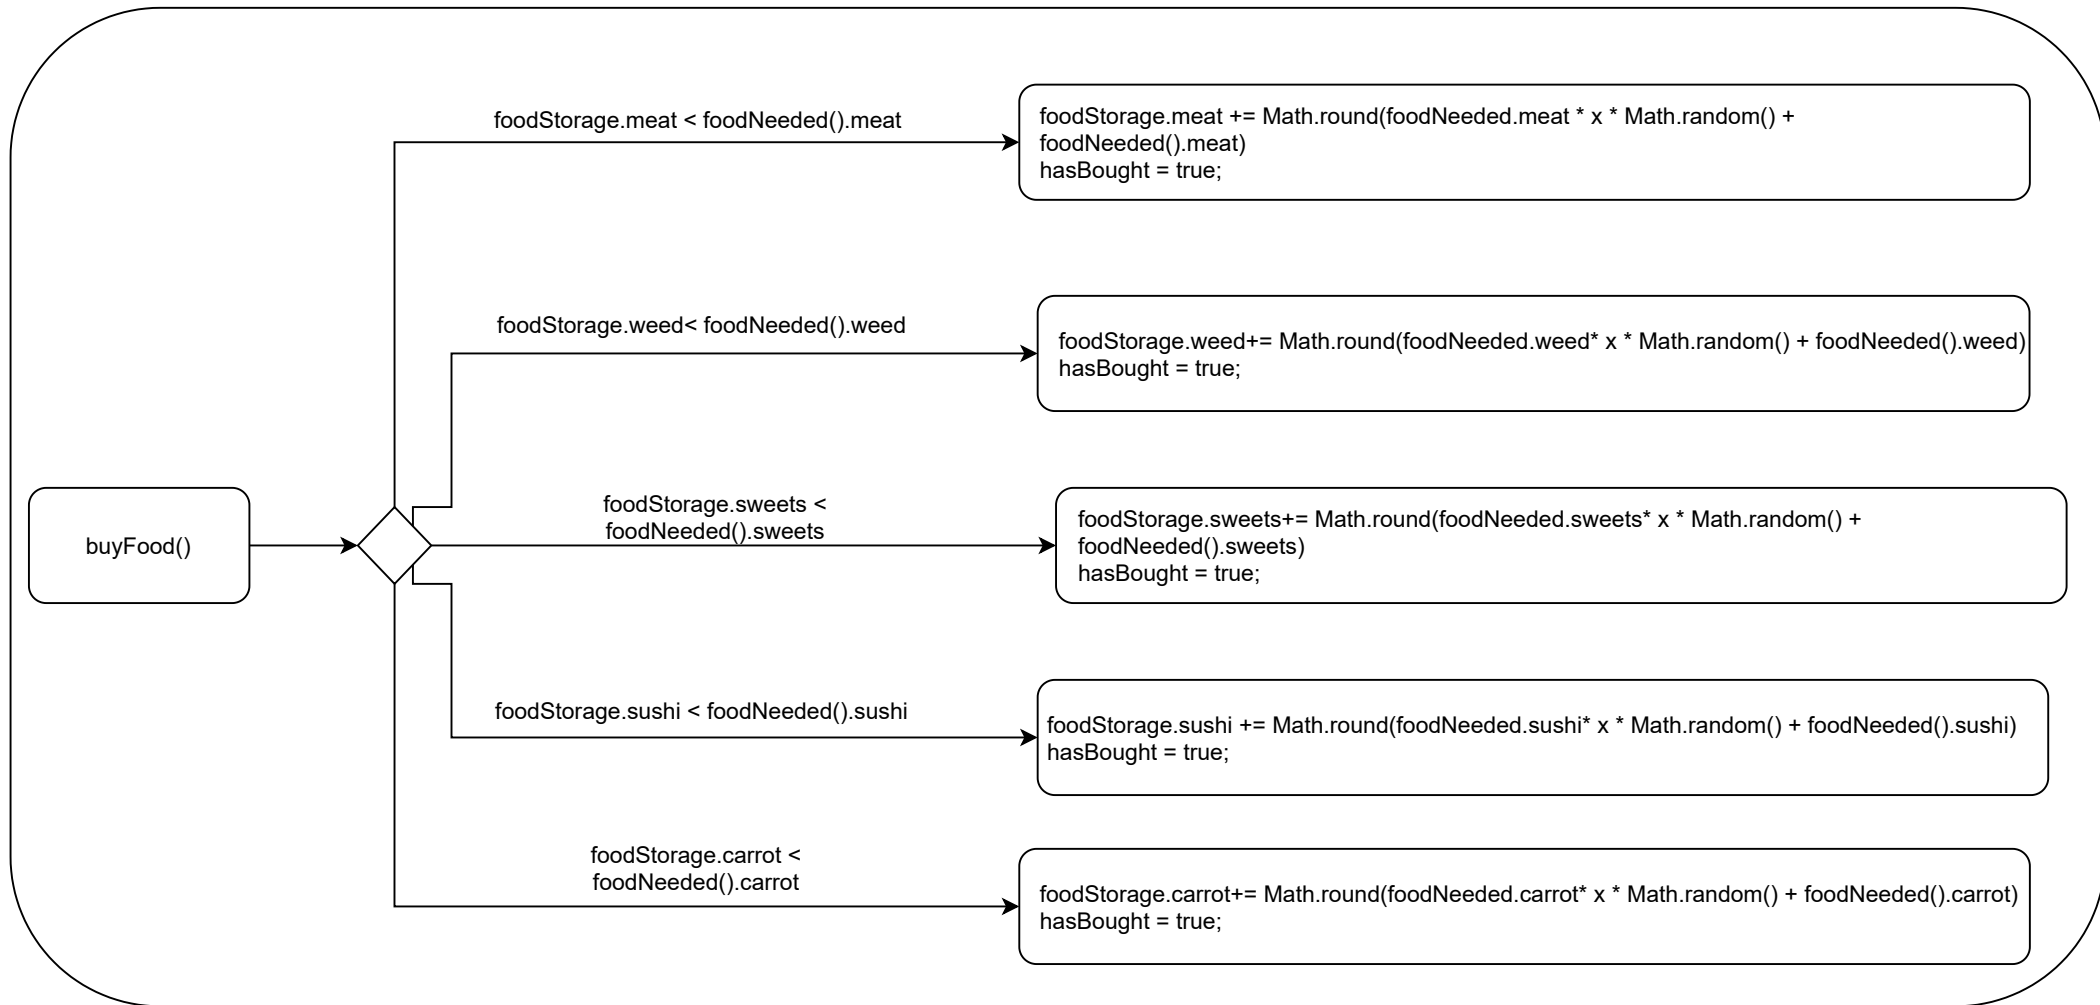 foodStorage.meat < foodNeeded().meat
foodStorage.meat += Math.round(foodNeeded.meat * x * Math.random() +
foodNeeded().meat)
hasBought = true;
foodStorage.weed< foodNeeded().weed
foodStorage.weed+= Math.round(foodNeeded.weed* x * Math.random() + foodNeeded().weed)
hasBought = true;
buyFood()
foodStorage.sweets <
foodNeeded().sweets
foodStorage.sweets+= Math.round(foodNeeded.sweets* x * Math.random() +
foodNeeded().sweets)
hasBought = true;
foodStorage.sushi < foodNeeded().sushi
foodStorage.sushi += Math.round(foodNeeded.sushi* x * Math.random() + foodNeeded().sushi)
hasBought = true;
foodStorage.carrot <
foodNeeded().carrot
foodStorage.carrot+= Math.round(foodNeeded.carrot* x * Math.random() + foodNeeded().carrot)
hasBought = true;